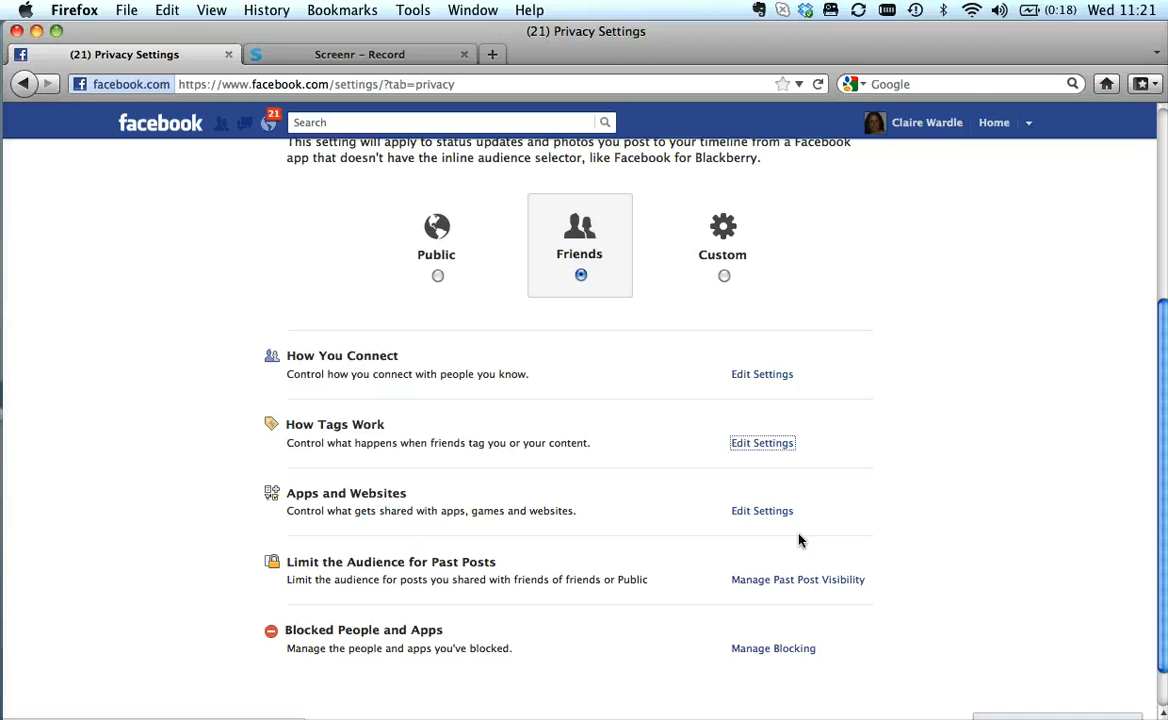 Firefox File Edit View History Bookmarks Tools Window Help (0:18) Wed 11:21
(21) Privacy Settings
(21) Privacy Settings Screenr – Record
facebook.com https://www.facebook.com/settings/?tab=privacy Google
facebook 21 Search Claire Wardle Home
This setting will apply to status updates and photos you post to your timeline from a Facebook
app that doesn't have the inline audience selector, like Facebook for Blackberry.
Public Friends Custom
How You Connect
Control how you connect with people you know. Edit Settings
How Tags Work
Control what happens when friends tag you or your content. Edit Settings
Apps and Websites
Control what gets shared with apps, games and websites. Edit Settings
Limit the Audience for Past Posts
Limit the audience for posts you shared with friends of friends or Public Manage Past Post Visibility
Blocked People and Apps
Manage the people and apps you've blocked. Manage Blocking